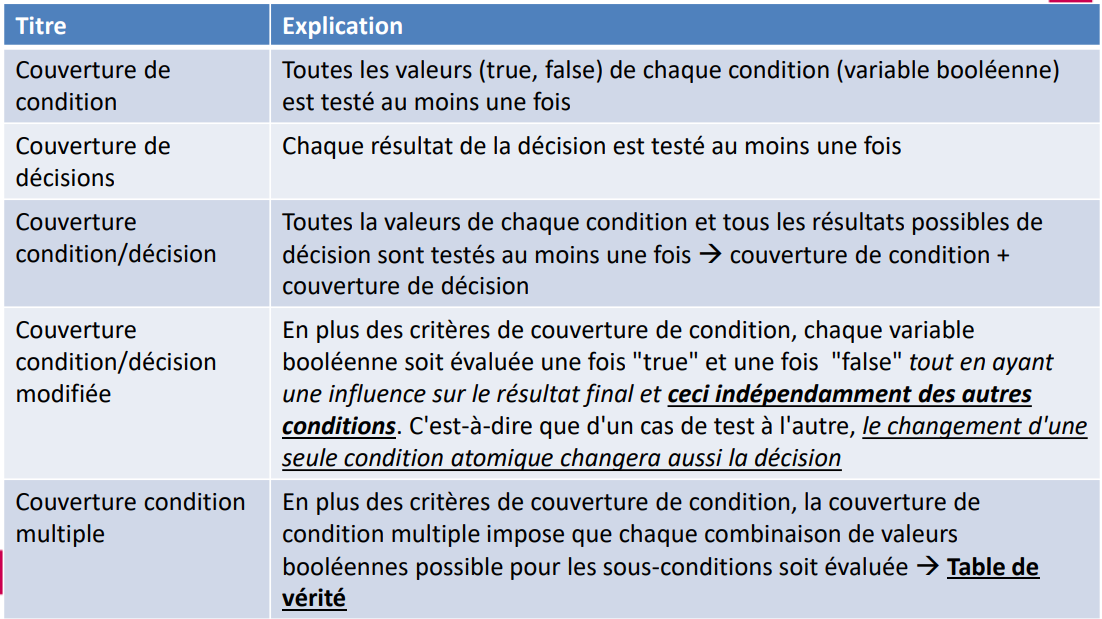 Titre
Explication
Couverture de
condition
Toutes les valeurs (true, false) de chaque condition (variable booléenne)
est testé au moins une fois
Couverture de
décisions
Chaque résultat de la décision est testé au moins une fois
Couverture
condition/décision
Toutes la valeurs de chaque condition et tous les résultats possibles de
décision sont testés au moins une fois → couverture de condition +
couverture de décision
Couverture
condition/décision
modifiée
En plus des critères de couverture de condition, chaque variable
booléenne soit évaluée une fois "true" et une fois "false" tout en ayant
une influence sur le résultat final et ceci indépendamment des autres
conditions. C'est-à-dire que d'un cas de test à l'autre, le changement d'une
seule condition atomique changera aussi la décision
Couverture condition
multiple
En plus des critères de couverture de condition, la couverture de
condition multiple impose que chaque combinaison de valeurs
booléennes possible pour les sous-conditions soit évaluée → Table de
vérité